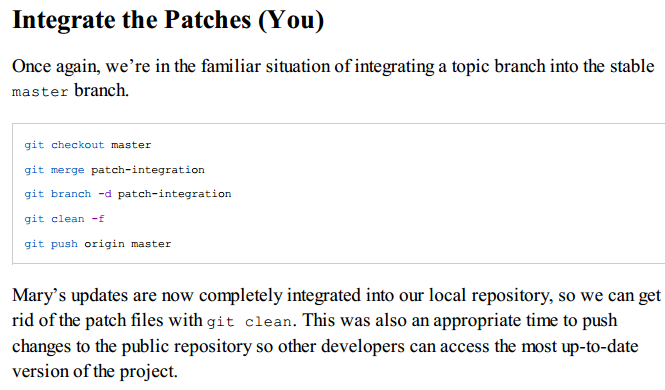 Integrate the Patches (You)
Once again, we’re in the familiar situation of integrating a topic branch into the stable
master branch.
git checkout master
git merge patch-integration
git branch -d patch-integration
git clean -f
git push origin master
Mary’s updates are now completely integrated into our local repository, so we can get
rid of the patch files with git clean. This was also an appropriate time to push
changes to the public repository so other developers can access the most up-to-date
version of the project.